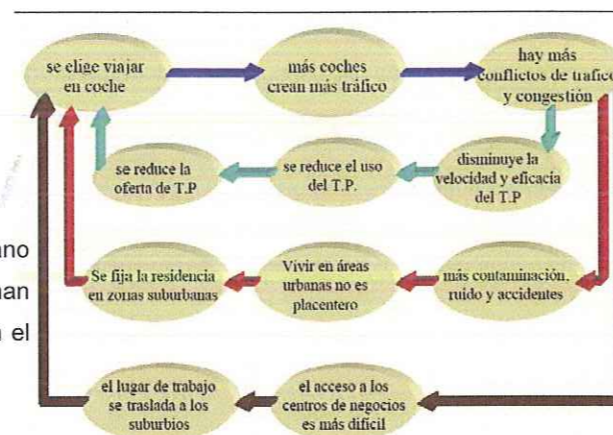 se elige viajar
en coche
más coches
crean más tráfico
hay más
conflictos de trafico
y congestión
disminuye la
velocidad y eficacia
del T.P
se reduce el uso
del T.P.
se reduce la
oferta de T.P
más contaminación,
ruido y accidentes
Vivir en áreas
urbanas no es
placentero
Se fija la residencia
en zonas suburbanas
el acceso a los
centros de negocios
es más difícil
el lugar de trabajo
se traslada a los
suburbios
el